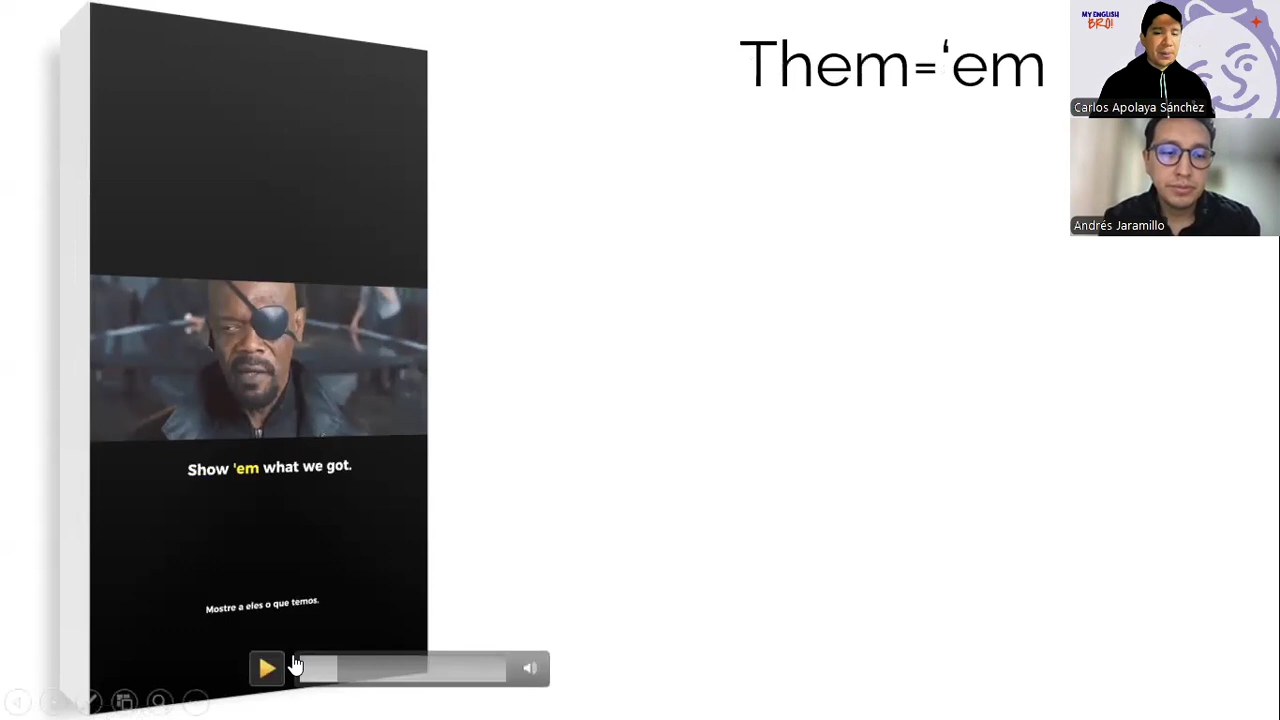 Them=‘em
MY ENGLISH
BRO!
Carlos Apolaya Sánchez
Andrés Jaramillo
Show 'em what we got.
Mostre a eles o que temos.